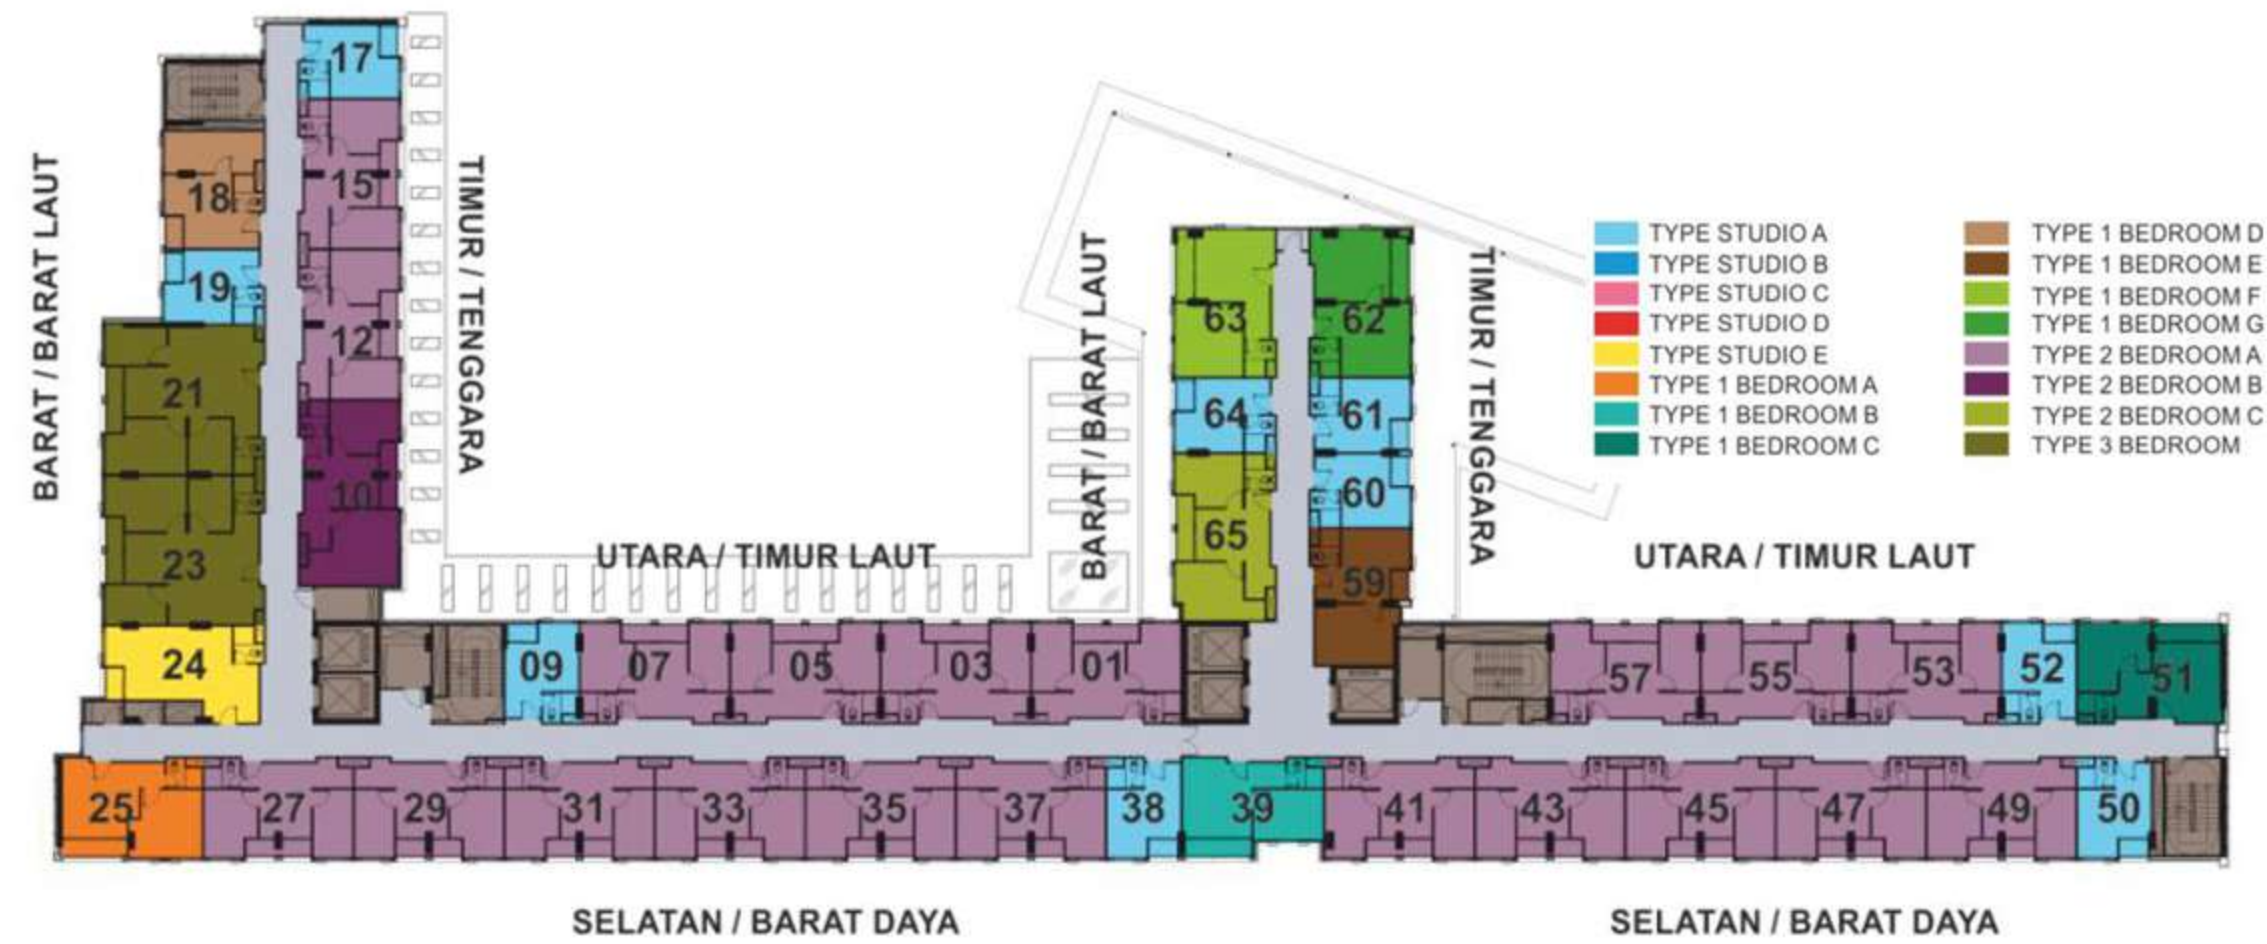 17
18
15
19
12
21
10
23
24
BARAT / BARAT LAUT
TIMUR / TENGGARA
UTARA / TIMUR LAUT
BARAT / BARAT LAUT
63
62
64
61
60
65
59
TIMUR / TENGGARA
UTARA / TIMUR LAUT
TYPE STUDIO A
TYPE STUDIO B
TYPE STUDIO C
TYPE STUDIO D
TYPE STUDIO E
TYPE 1 BEDROOM A
TYPE 1 BEDROOM B
TYPE 1 BEDROOM C
TYPE 1 BEDROOM D
TYPE 1 BEDROOM E
TYPE 1 BEDROOM F
TYPE 1 BEDROOM G
TYPE 2 BEDROOM A
TYPE 2 BEDROOM B
TYPE 2 BEDROOM C
TYPE 3 BEDROOM
09 07 05 03 01
57 55 53 52 51
25 27 29 31 33 35 37 38 39 41 43 45 47 49 50
SELATAN / BARAT DAYA
SELATAN / BARAT DAYA